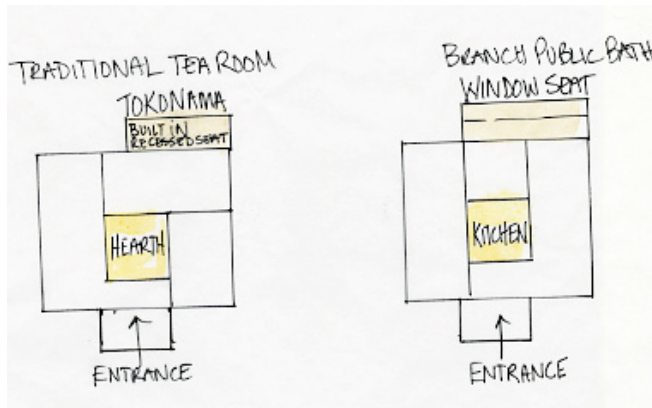 TRADITIONAL TEA ROOM
TOKONAMA
BUILT IN
RECESSED SEAT
HEARTH
ENTRANCE
BRANCH PUBLIC BATH
WINDOW SEAT
KITCHEN
ENTRANCE